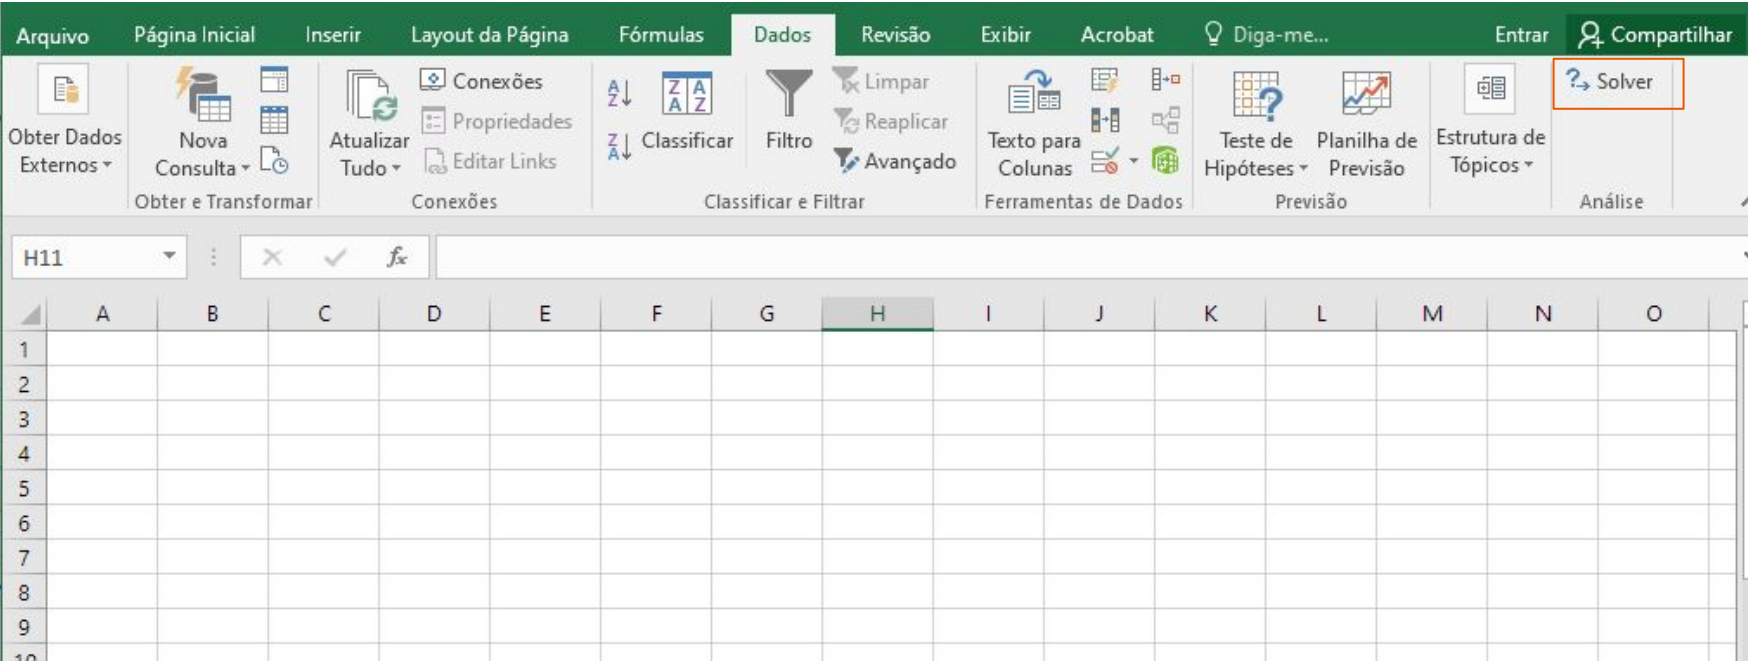 Arquivo Página Inicial Inserir Layout da Página Fórmulas Dados Revisão Exibir Acrobat Diga-me... Entrar Compartilhar
Obter Dados
Externos
Nova
Consulta
Obter e Transformar
Atualizar
Tudo
Conexões
Propriedades
Editar Links
Conexões
Classificar
Filtro
Limpar
Reaplicar
Avançado
Classificar e Filtrar
Texto para
Colunas
Ferramentas de Dados
Teste de
Hipóteses
Planilha de
Previsão
Previsão
Estrutura de
Tópicos
Solver
Análise
H11 fx
A B C D E F G H I J K L M N O
1
2
3
4
5
6
7
8
9
10